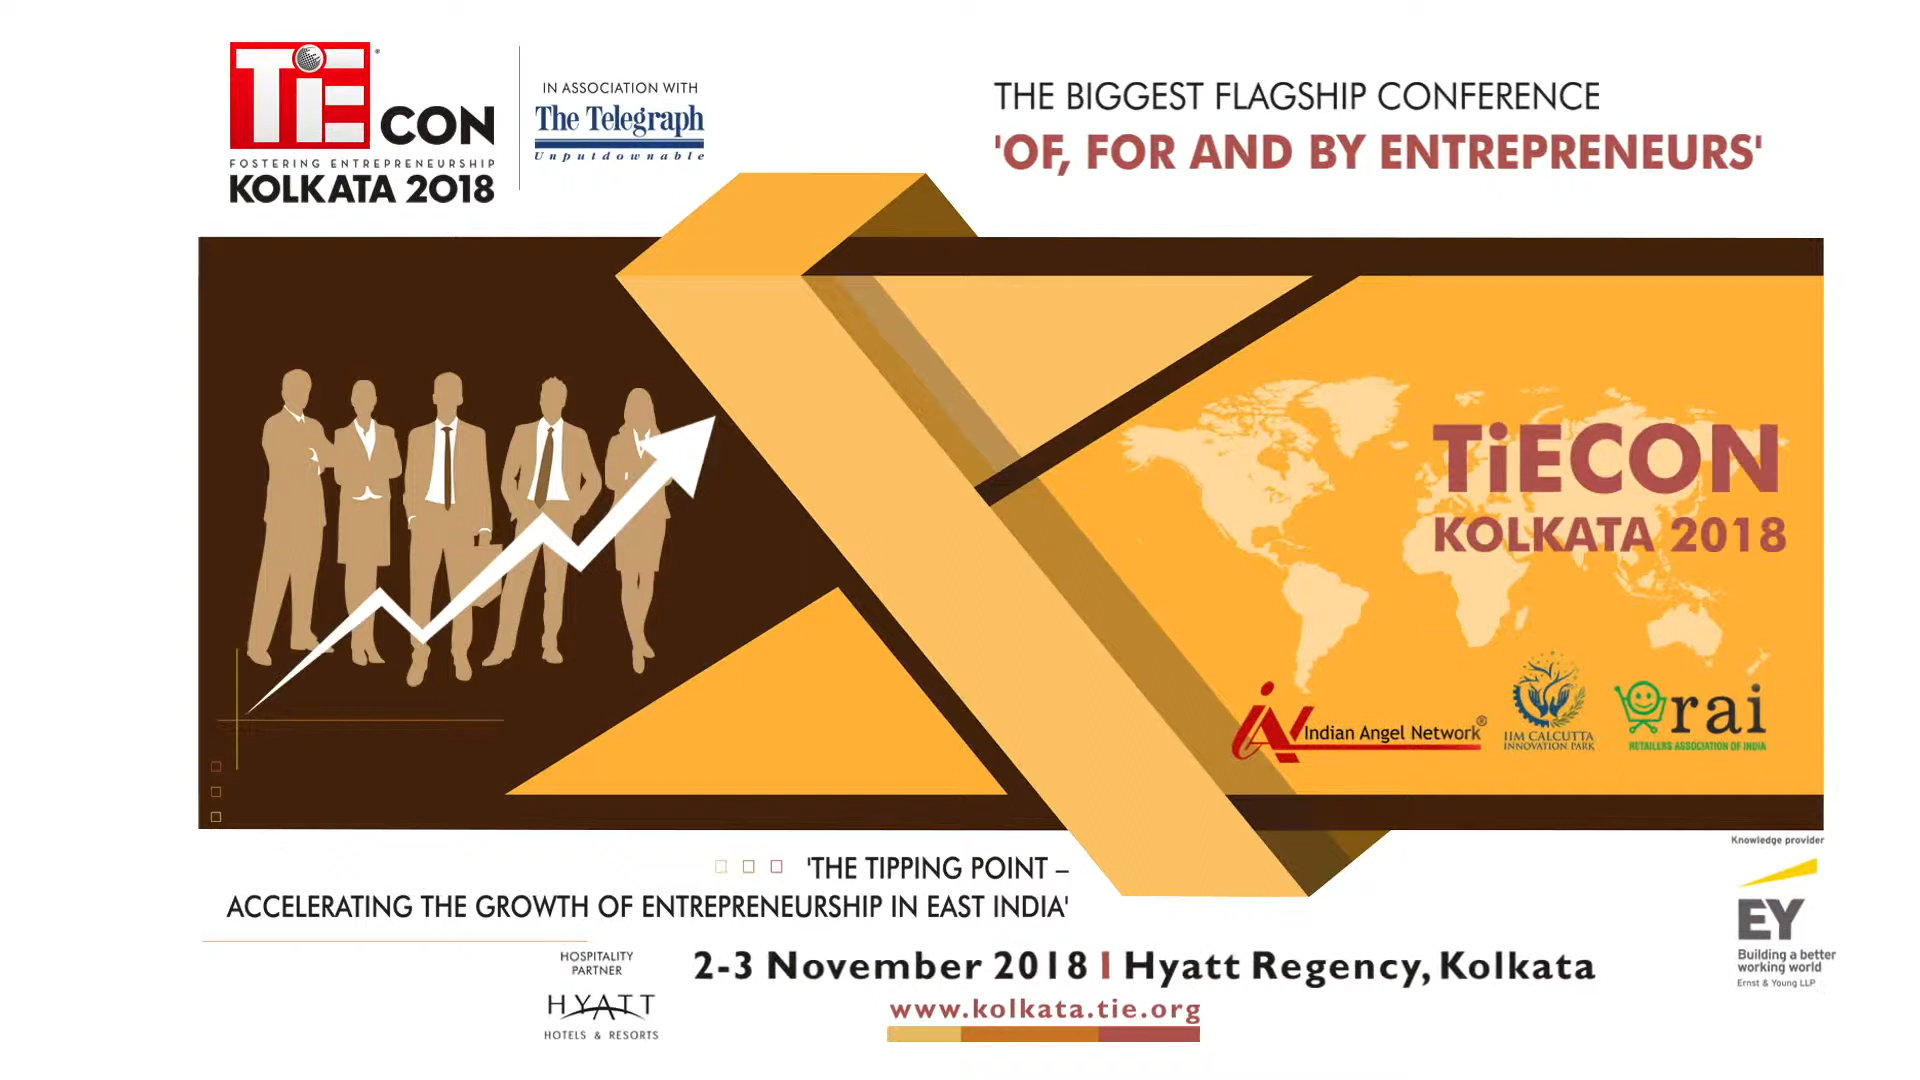 TiE
CON
FOSTERING ENTREPRENEURSHIP
KOLKATA 2018
IN ASSOCIATION WITH
The Telegraph
Unputdownable
THE BIGGEST FLAGSHIP CONFERENCE
'OF, FOR AND BY ENTREPRENEURS'
TiECON
KOLKATA 2018
Indian Angel Network®
IIM CALCUTTA
INNOVATION PARK
rai
RETAILERS ASSOCIATION OF INDIA
'THE TIPPING POINT –
ACCELERATING THE GROWTH OF ENTREPRENEURSHIP IN EAST INDIA'
Knowledge provider
EY
Building a better
working world
Ernst & Young LLP
HOSPITALITY
PARTNER
HYATT
HOTELS & RESORTS
2-3 November 2018 | Hyatt Regency, Kolkata
www.kolkata.tie.org